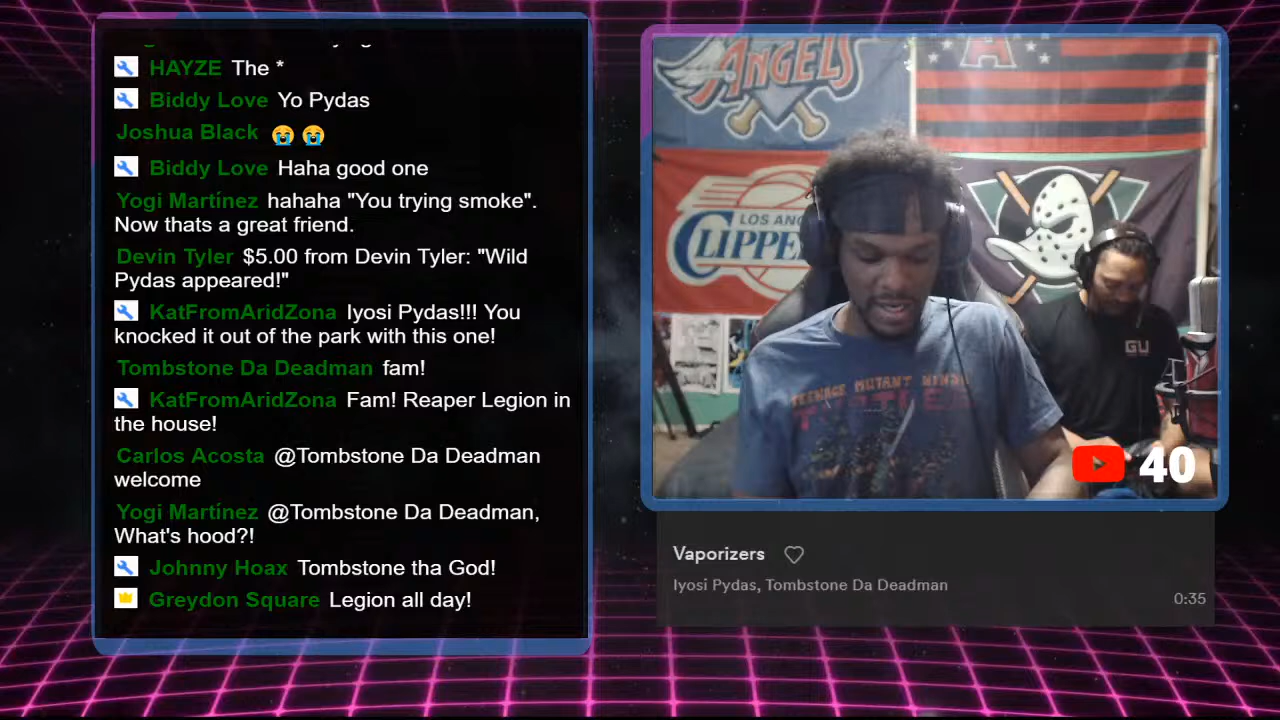 HAYZE The *
Biddy Love Yo Pydas
Joshua Black 😭 😭
Biddy Love Haha good one
Yogi Martínez hahaha "You trying smoke".
Now thats a great friend.
Devin Tyler $5.00 from Devin Tyler: "Wild
Pydas appeared!"
KatFromAridZona Iyosi Pydas!!! You
knocked it out of the park with this one!
Tombstone Da Deadman fam!
KatFromAridZona Fam! Reaper Legion in
the house!
Carlos Acosta @Tombstone Da Deadman
welcome
Yogi Martínez @Tombstone Da Deadman,
What's hood?!
Johnny Hoax Tombstone tha God!
Greydon Square Legion all day!
ANGELS
A
LOS ANG
CLIPPE
GU
TEENAGE MUTANT NINJA
40
Vaporizers
Iyosi Pydas, Tombstone Da Deadman
0:35